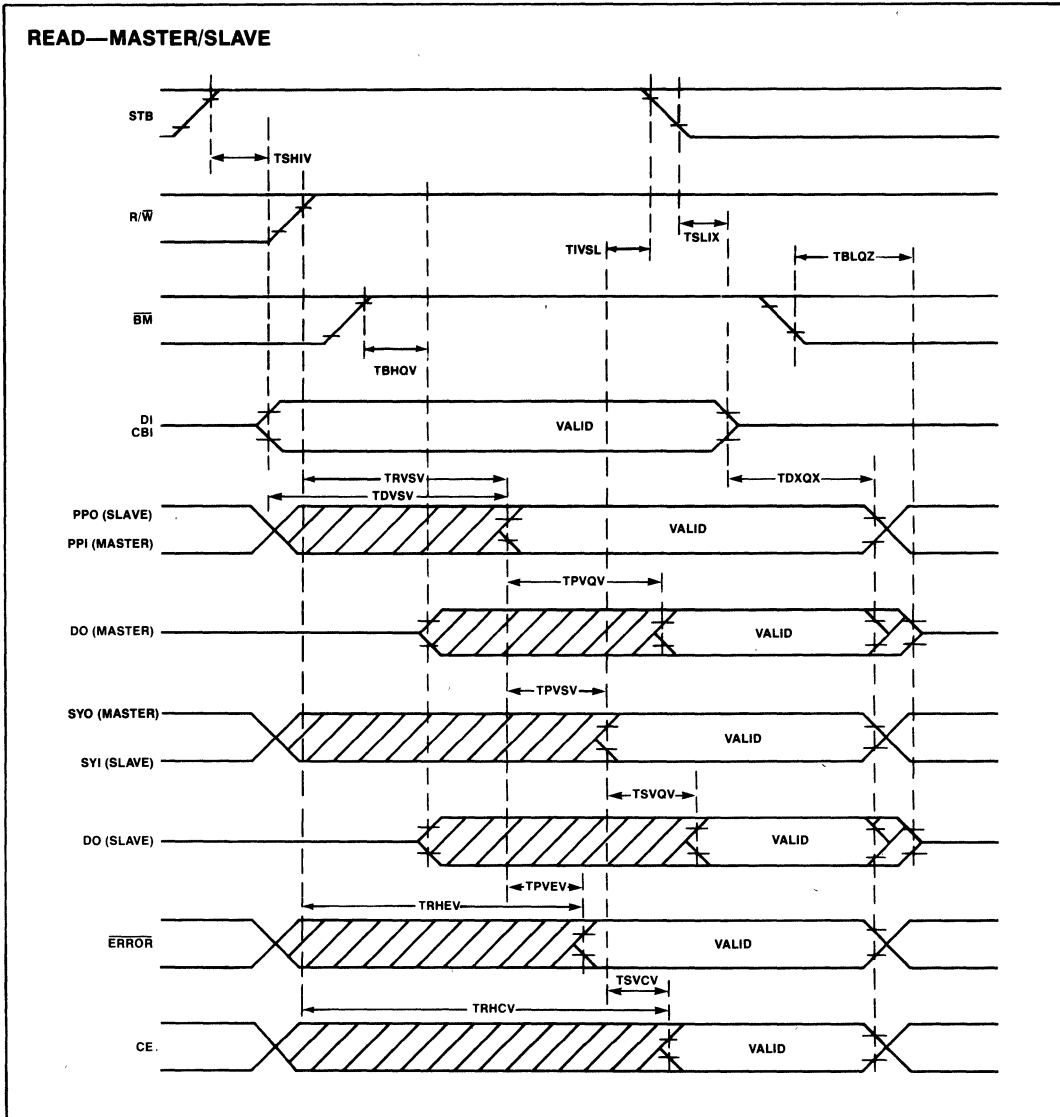 READ—MASTER/SLAVE
STB
TSHIV
R/W̅
TIVSL
TSLIX
TBLQZ
B̅M̅
TBHQV
DI
CBI
VALID
TRVSV
TDXQX
TDVSV
PPO (SLAVE)
VALID
PPI (MASTER)
TPVQV
DO (MASTER)
VALID
TPVSV
SYO (MASTER)
VALID
SYI (SLAVE)
TSVQV
DO (SLAVE)
VALID
TPVEV
TRHEV
E̅R̅R̅O̅R̅
VALID
TSVCV
TRHCV
CE.
VALID